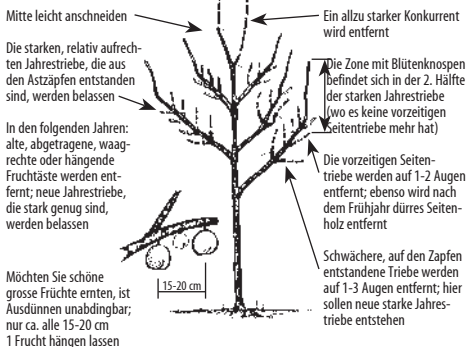 Mitte leicht anschneiden
Die starken, relativ aufrech-
ten Jahrestriebe, die aus
den Astzäpfen entstanden
sind, werden belassen
In den folgenden Jahren:
alte, abgetragene, waag-
rechte oder hängende
Fruchtäste werden ent-
fernt; neue Jahrestriebe,
die stark genug sind,
werden belassen
Möchten Sie schöne
grosse Früchte ernten, ist
Ausdünnen unabdingbar;
nur ca. alle 15-20 cm
1 Frucht hängen lassen
15-20 cm
Ein allzu starker Konkurrent
wird entfernt
Die Zone mit Blütenknospen
befindet sich in der 2. Hälfte
der starken Jahrestriebe
(wo es keine vorzeitigen
Seitentriebe mehr hat)
Die vorzeitigen Seiten-
triebe werden auf 1-2 Augen
entfernt; ebenso wird nach
dem Frühjahr dürres Seiten-
holz entfernt
Schwächere, auf den Zapfen
entstandene Triebe werden
auf 1-3 Augen entfernt; hier
sollen neue starke Jahres-
triebe entstehen